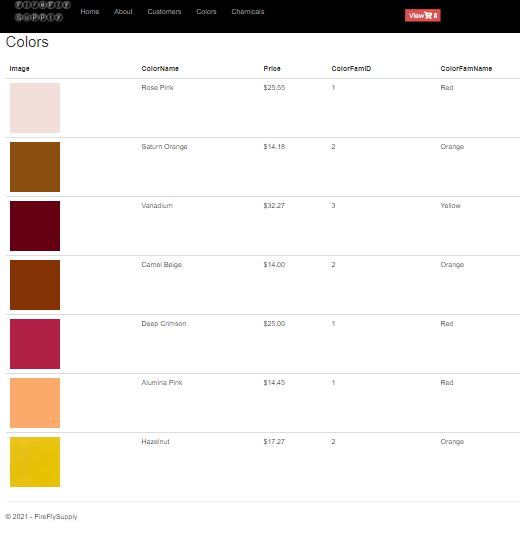 FireFly
Supply
Home About Customers Colors Chemicals
View 8
Colors
Image ColorName Price ColorFamID ColorFamName
Rose Pink $25.55 1 Red
Saturn Orange $14.18 2 Orange
Vanadium $32.27 3 Yellow
Camel Beige $14.00 2 Orange
Deep Crimson $25.00 1 Red
Alumina Pink $14.45 1 Red
Hazelnut $17.27 2 Orange
© 2021 - FireFlySupply